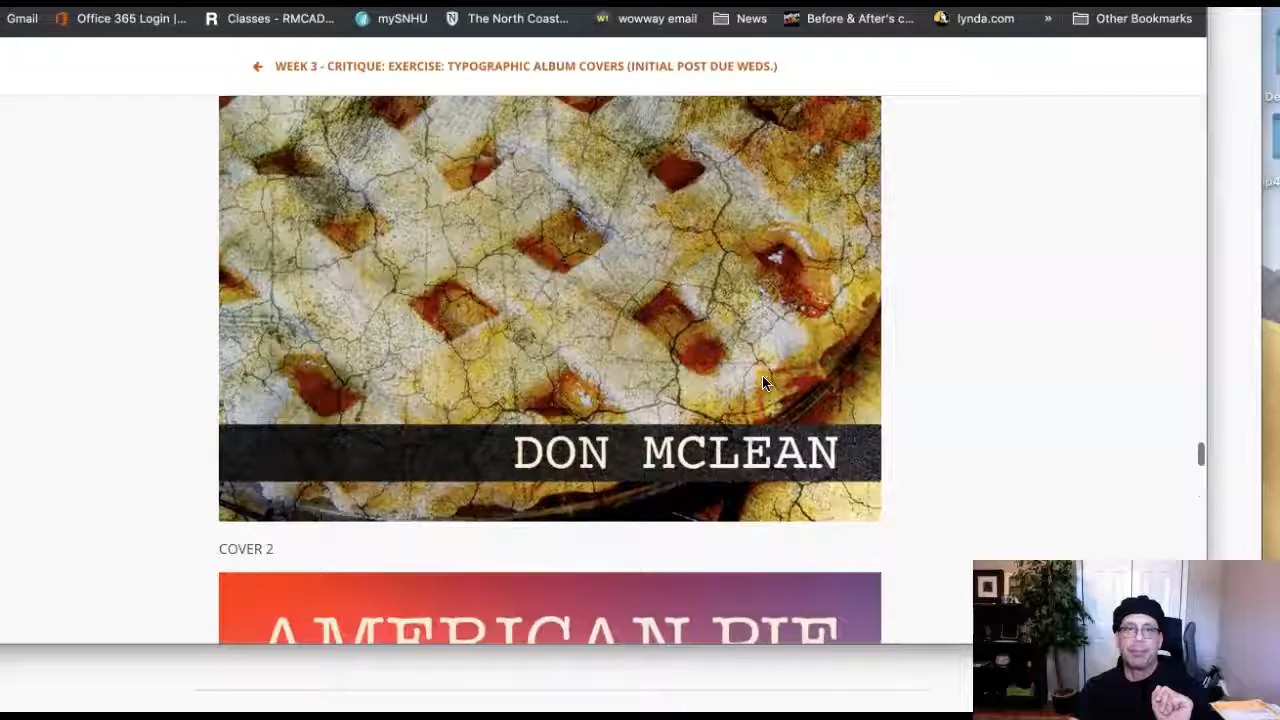 Gmail Office 365 Login |... Classes - RMCAD... mySNHU The North Coast... W! wowway email News Before & After's c... lynda.com » Other Bookmarks
WEEK 3 - CRITIQUE: EXERCISE: TYPOGRAPHIC ALBUM COVERS (INITIAL POST DUE WEDS.)
DON MCLEAN
COVER 2
AMERICAN PIE